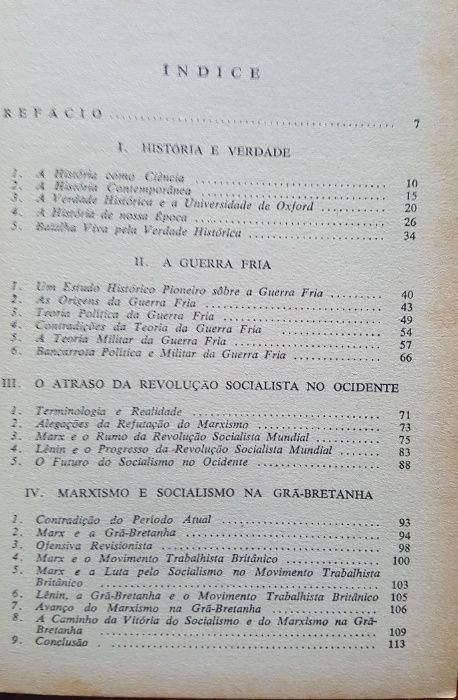 ÍNDICE
REFÁCIO ........ 7
I. HISTÓRIA E VERDADE
1. A História como Ciência ........ 10
2. A História Contemporânea ........ 15
3. A Verdade Histórica e a Universidade de Oxford ........ 20
4. A História de nossa Época ........ 26
5. Batalha Viva pela Verdade Histórica ........ 34
II. A GUERRA FRIA
1. Um Estudo Histórico Pioneiro sôbre a Guerra Fria ........ 40
2. As Origens da Guerra Fria ........ 43
3. Teoria Política da Guerra Fria ........ 49
4. Contradições da Teoria da Guerra Fria ........ 54
5. A Teoria Militar da Guerra Fria ........ 57
6. Bancarrota Política e Militar da Guerra Fria ........ 66
III. O ATRASO DA REVOLUÇÃO SOCIALISTA NO OCIDENTE
1. Terminologia e Realidade ........ 71
2. Alegações da Refutação do Marxismo ........ 73
3. Marx e o Rumo da Revolução Socialista Mundial ........ 75
4. Lênin e o Progresso da Revolução Socialista Mundial ........ 83
5. O Futuro do Socialismo no Ocidente ........ 88
IV. MARXISMO E SOCIALISMO NA GRÃ-BRETANHA
1. Contradição do Período Atual ........ 93
2. Marx e a Grã-Bretanha ........ 94
3. Ofensiva Revisionista ........ 98
4. Marx e o Movimento Trabalhista Britânico ........ 100
5. Marx e a Luta pelo Socialismo no Movimento Trabalhista
Britânico ........ 103
6. Lênin, a Grã-Bretanha e o Movimento Trabalhista Britânico 105
7. Avanço do Marxismo na Grã-Bretanha ........ 106
8. A Caminho da Vitória do Socialismo e do Marxismo na Grã-
Bretanha ........ 109
9. Conclusão ........ 113